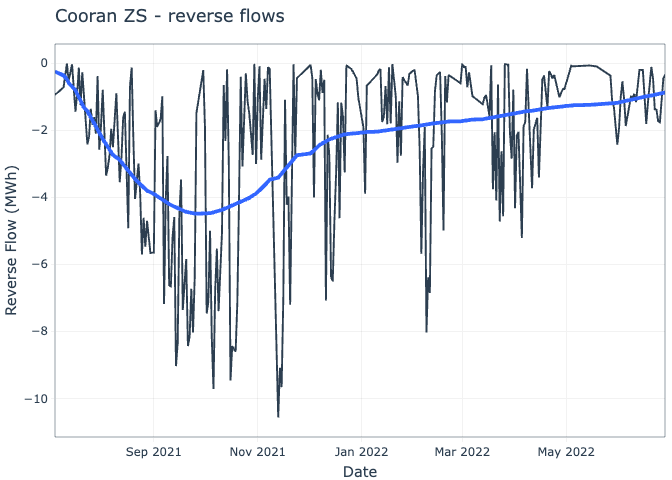 Cooran ZS - reverse flows
Reverse Flow (MWh)
0
−2
−4
−6
−8
−10
Sep 2021 Nov 2021 Jan 2022 Mar 2022 May 2022
Date